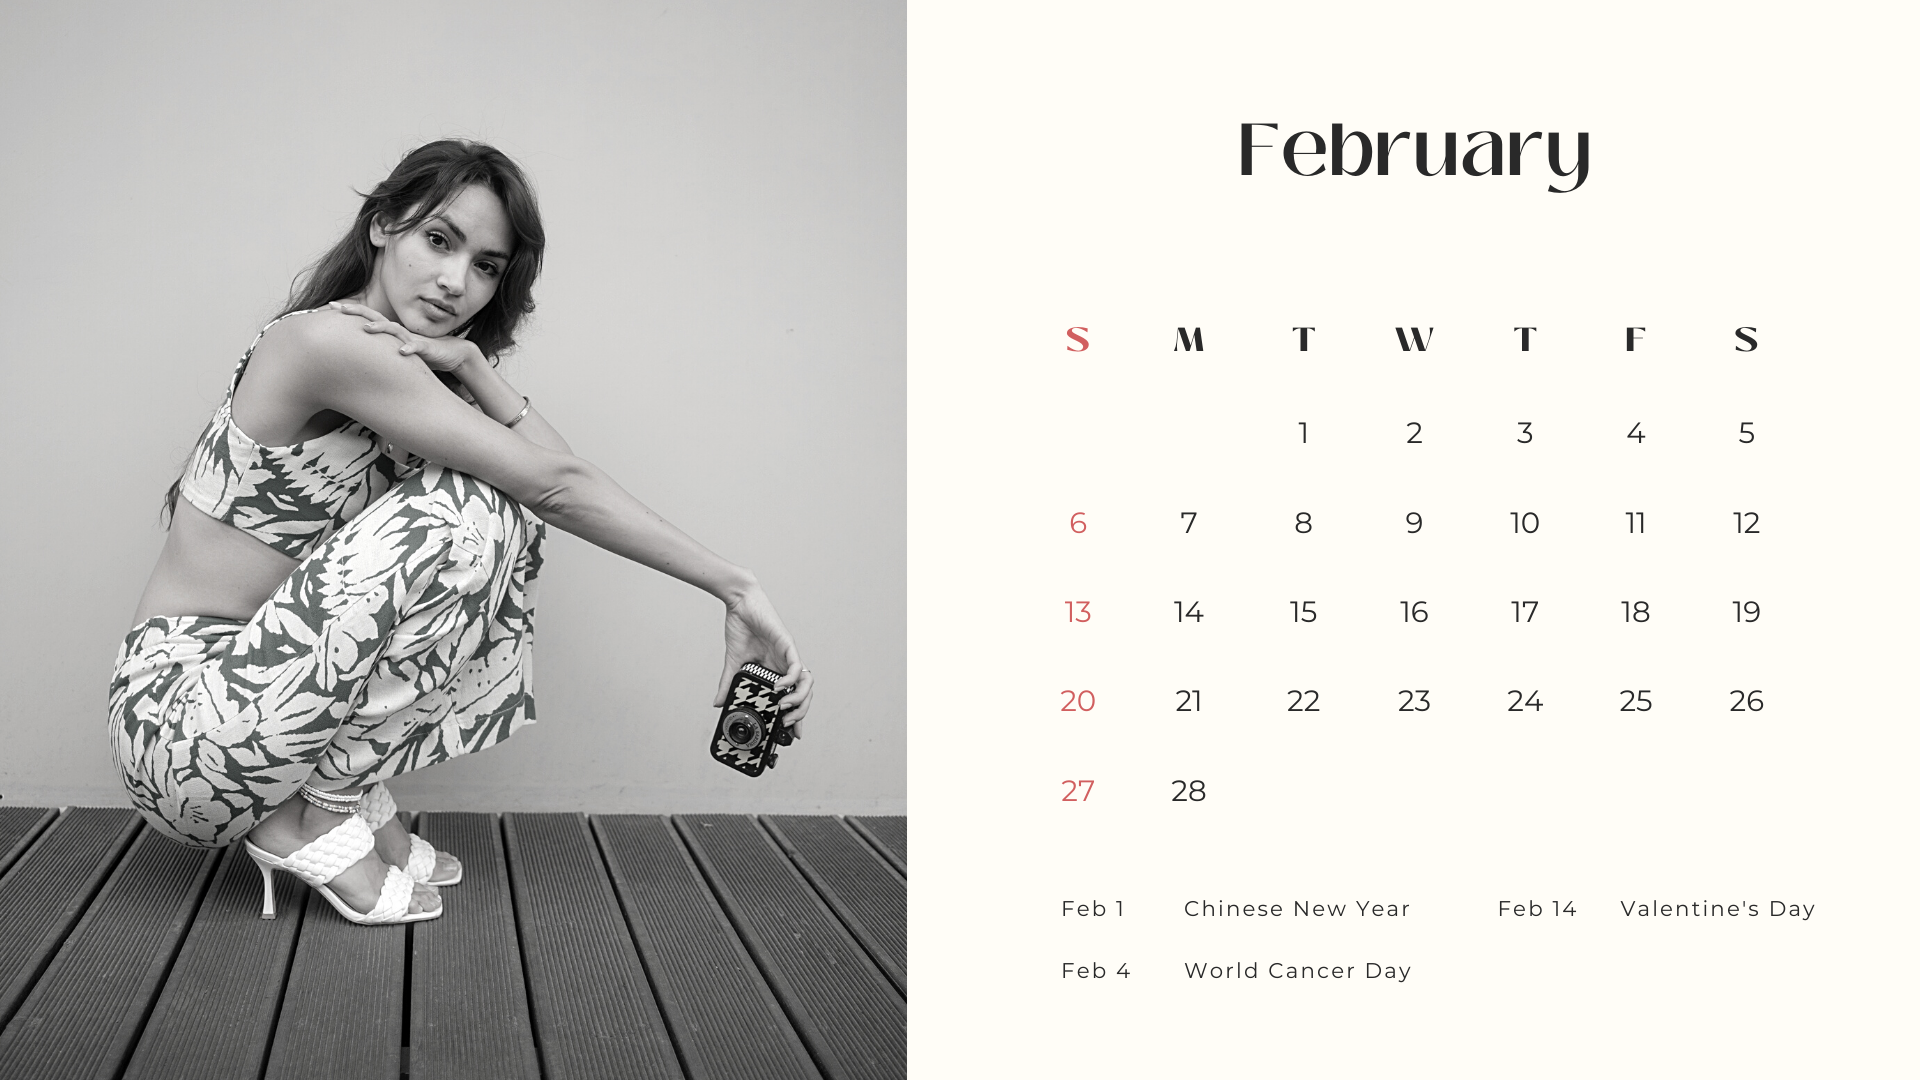 February
S M T W T F S
1 2 3 4 5
6 7 8 9 10 11 12
13 14 15 16 17 18 19
20 21 22 23 24 25 26
27 28
Feb 1 Chinese New Year Feb 14 Valentine's Day
Feb 4 World Cancer Day